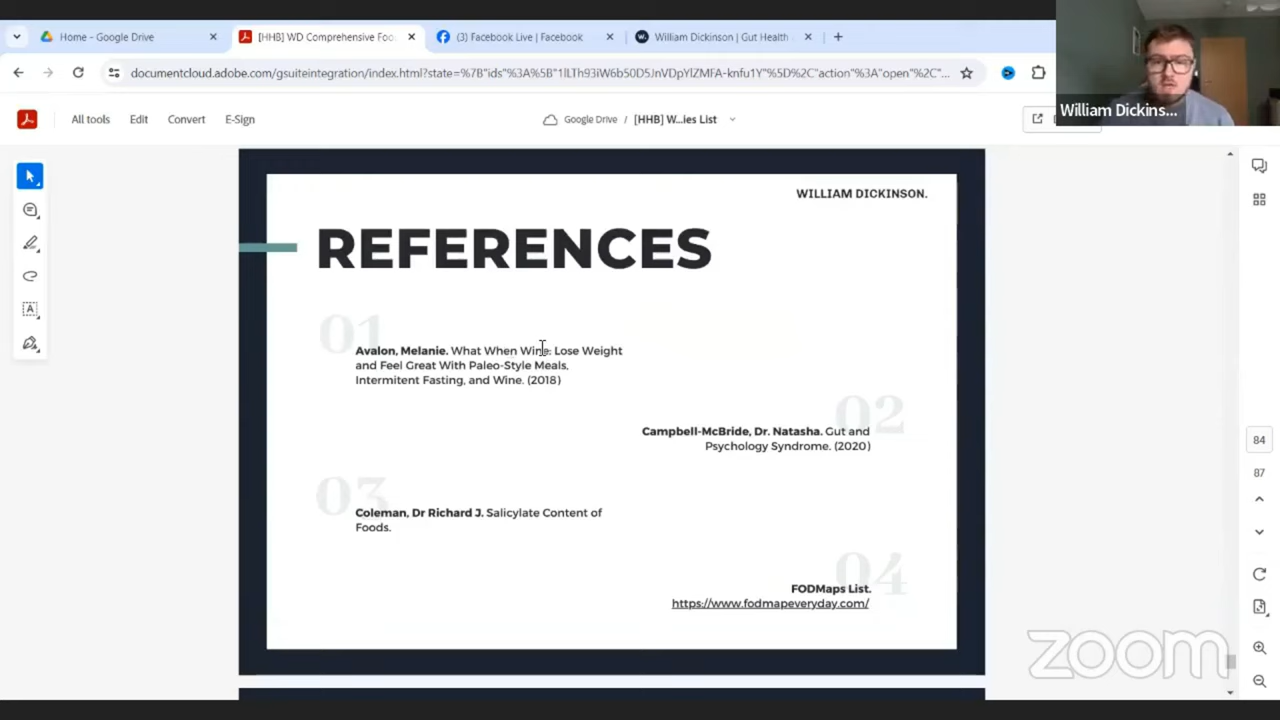 Home - Google Drive
[HHB] WD Comprehensive Foo
(3) Facebook Live | Facebook
William Dickinson | Gut Health
documentcloud.adobe.com/gsuiteintegration/index.html?state=%7B"ids"%3A%5B"1lLTh93iW6b50D5JnVDpYlZMFA-knfu1Y"%5D%2C"action"%3A"open"%2C"...
William Dickins...
All tools
Edit
Convert
E-Sign
Google Drive / [HHB] W...ies List
WILLIAM DICKINSON.
REFERENCES
01
Avalon, Melanie. What When Wine: Lose Weight
and Feel Great With Paleo-Style Meals,
Intermitent Fasting, and Wine. (2018)
02
Campbell-McBride, Dr. Natasha. Gut and
Psychology Syndrome. (2020)
03
Coleman, Dr Richard J. Salicylate Content of
Foods.
04
FODMaps List.
https://www.fodmapeveryday.com/
84
87
zoom